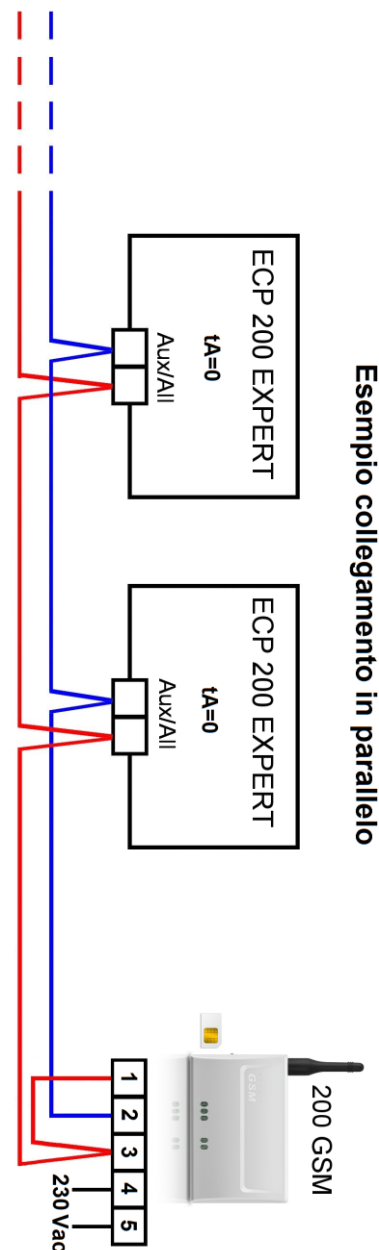 Esempio collegamento in parallelo
ECP 200 EXPERT
tA=0
Aux/All
ECP 200 EXPERT
tA=0
Aux/All
200 GSM
GSM
1 2 3 4 5
230 Vac